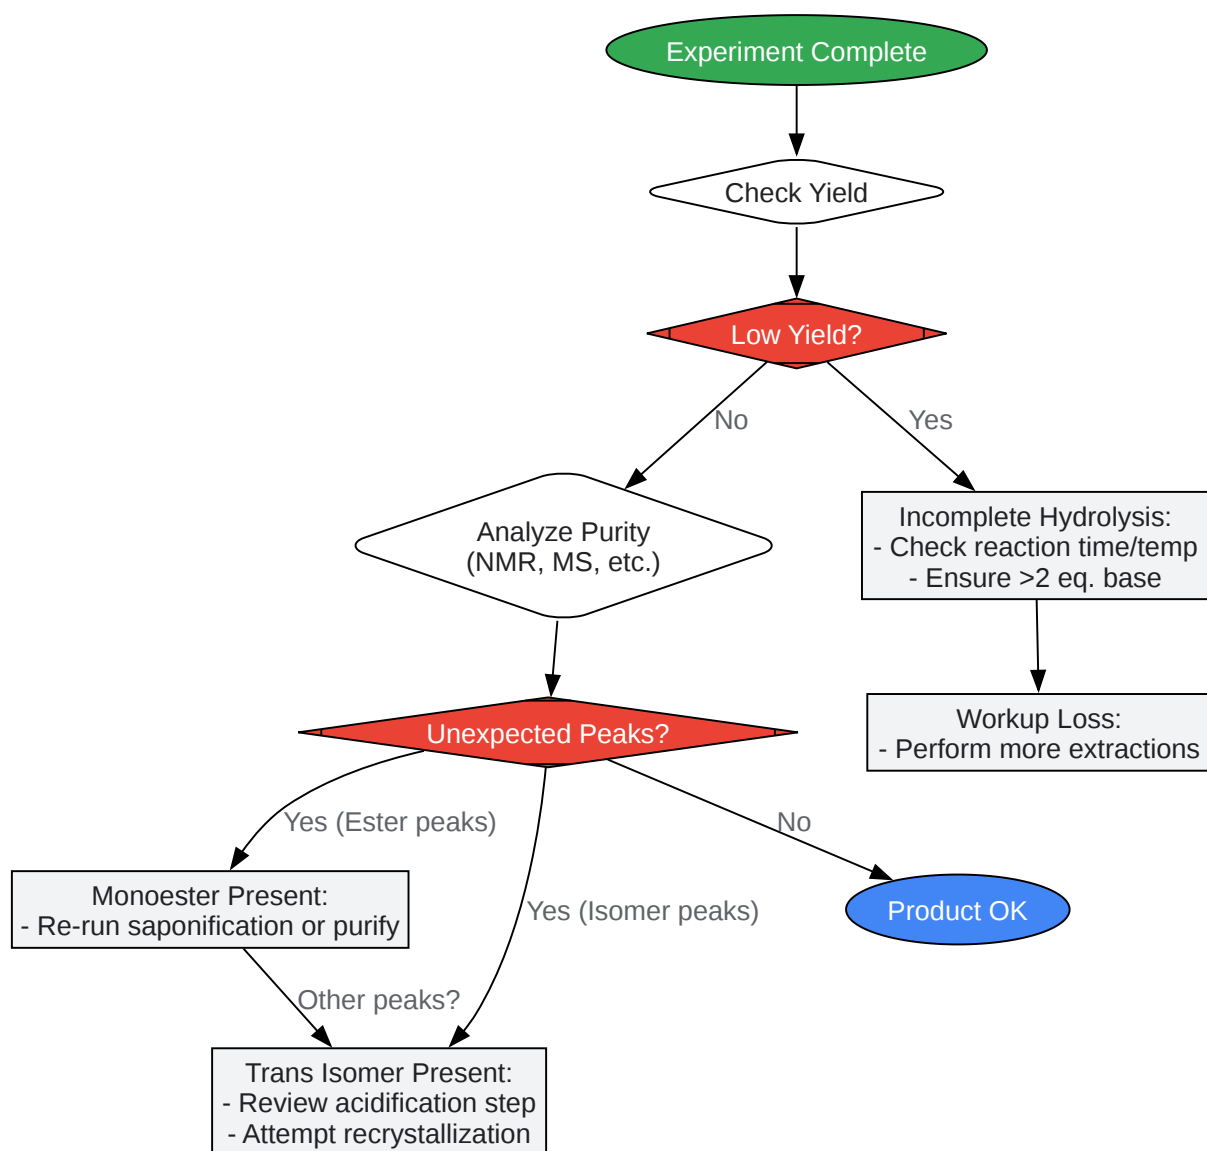 Experiment Complete
Check Yield
Low Yield?
No
Yes
Analyze Purity
(NMR, MS, etc.)
Incomplete Hydrolysis:
- Check reaction time/temp
- Ensure >2 eq. base
Unexpected Peaks?
Workup Loss:
- Perform more extractions
Yes (Ester peaks)
No
Monoester Present:
- Re-run saponification or purify
Yes (Isomer peaks)
Product OK
Other peaks?
Trans Isomer Present:
- Review acidification step
- Attempt recrystallization